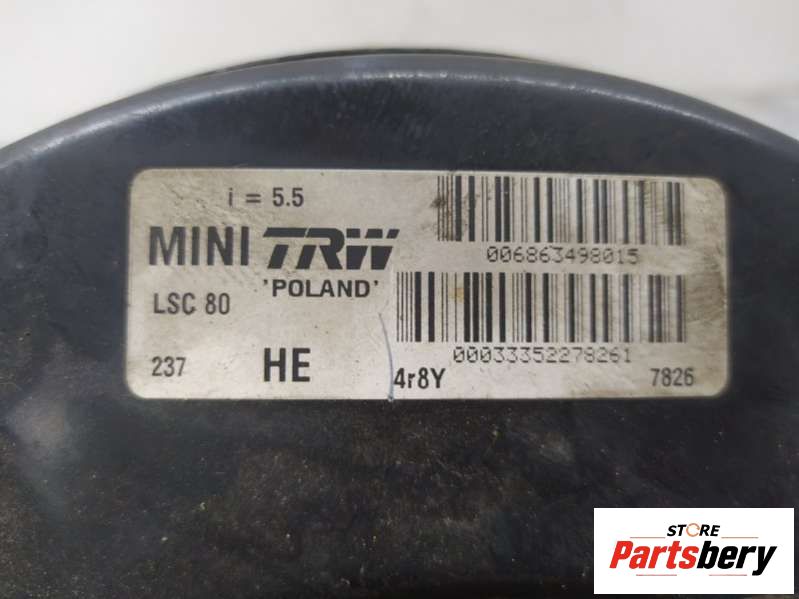 i = 5.5
006863498015
MINI TRW
'POLAND'
LSC 80
00033352278261
237 HE 4r8Y 7826
STORE
Partsbery